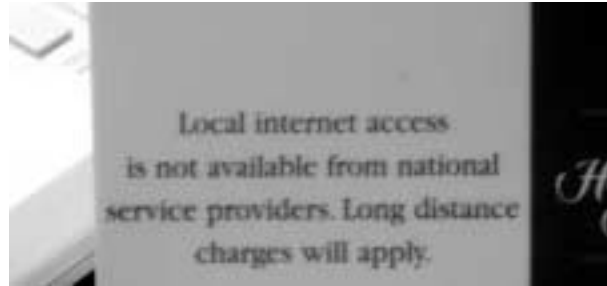 Local internet access
is not available from national
service providers. Long distance
charges will apply.